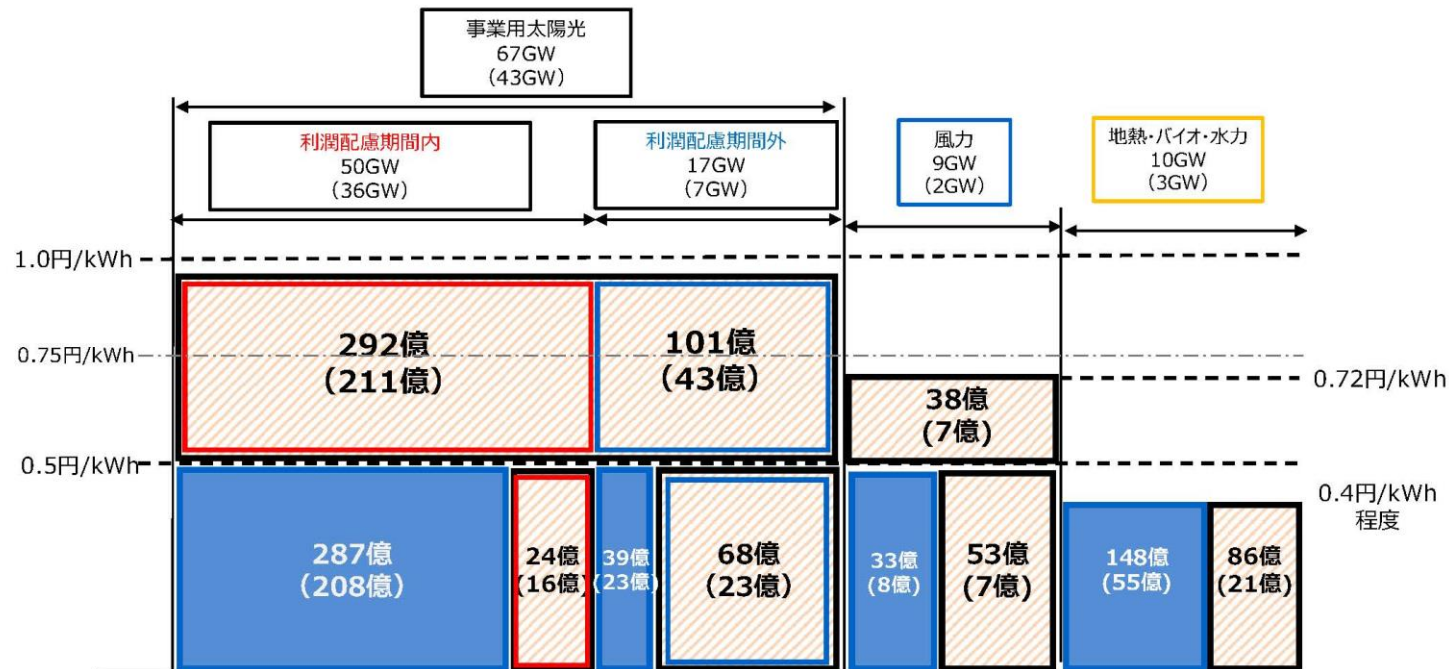 事業用太陽光
67GW
(43GW)
利潤配慮期間内
50GW
(36GW)
利潤配慮期間外
17GW
(7GW)
風力
9GW
(2GW)
地熱・バイオ・水力
10GW
(3GW)
1.0円/kWh
292億
(211億)
101億
(43億)
0.75円/kWh
0.72円/kWh
38億
(7億)
0.5円/kWh
0.4円/kWh
程度
287億
(208億)
24億
(16億)
39億
(23億)
68億
(23億)
33億
(8億)
53億
(7億)
148億
(55億)
86億
(21億)